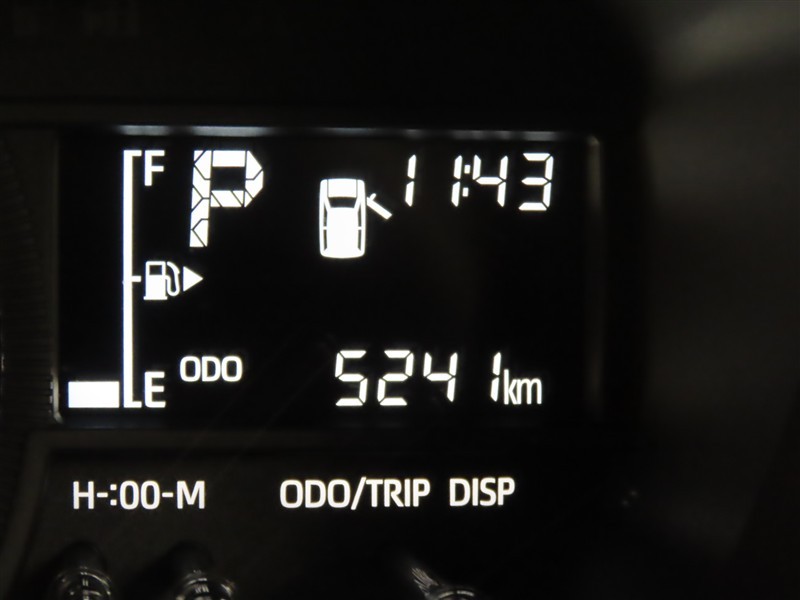 F P 11:43
ODO 5241km
E
H-:00-M ODO/TRIP DISP